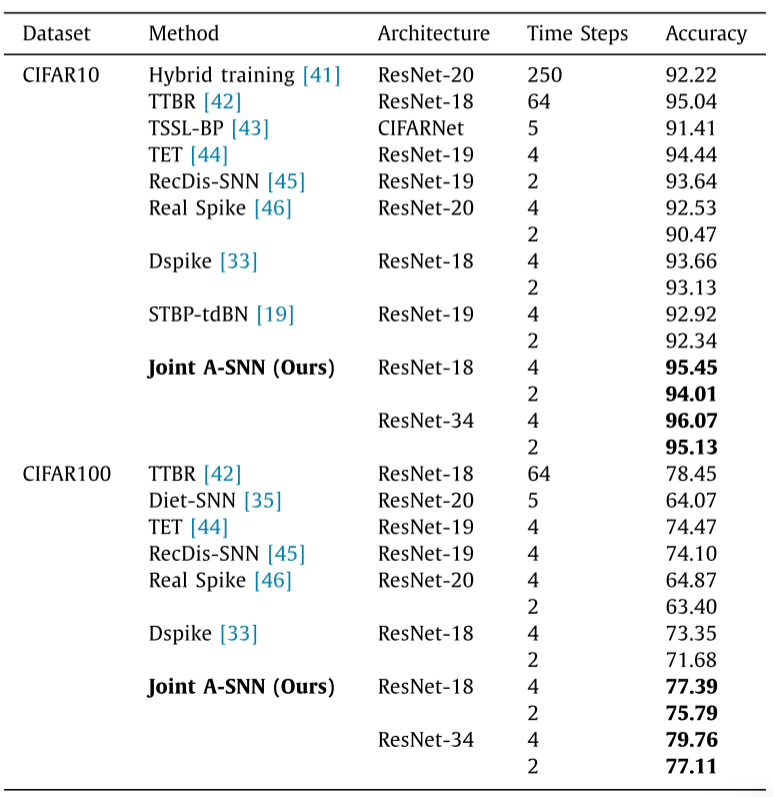 Dataset Method Architecture Time Steps Accuracy
CIFAR10 Hybrid training [41] ResNet-20 250 92.22
TTBR [42] ResNet-18 64 95.04
TSSL-BP [43] CIFARNet 5 91.41
TET [44] ResNet-19 4 94.44
RecDis-SNN [45] ResNet-19 2 93.64
Real Spike [46] ResNet-20 4 92.53
2 90.47
Dspike [33] ResNet-18 4 93.66
2 93.13
STBP-tdBN [19] ResNet-19 4 92.92
2 92.34
Joint A-SNN (Ours) ResNet-18 4 95.45
2 94.01
ResNet-34 4 96.07
2 95.13
CIFAR100 TTBR [42] ResNet-18 64 78.45
Diet-SNN [35] ResNet-20 5 64.07
TET [44] ResNet-19 4 74.47
RecDis-SNN [45] ResNet-19 4 74.10
Real Spike [46] ResNet-20 4 64.87
2 63.40
Dspike [33] ResNet-18 4 73.35
2 71.68
Joint A-SNN (Ours) ResNet-18 4 77.39
2 75.79
ResNet-34 4 79.76
2 77.11